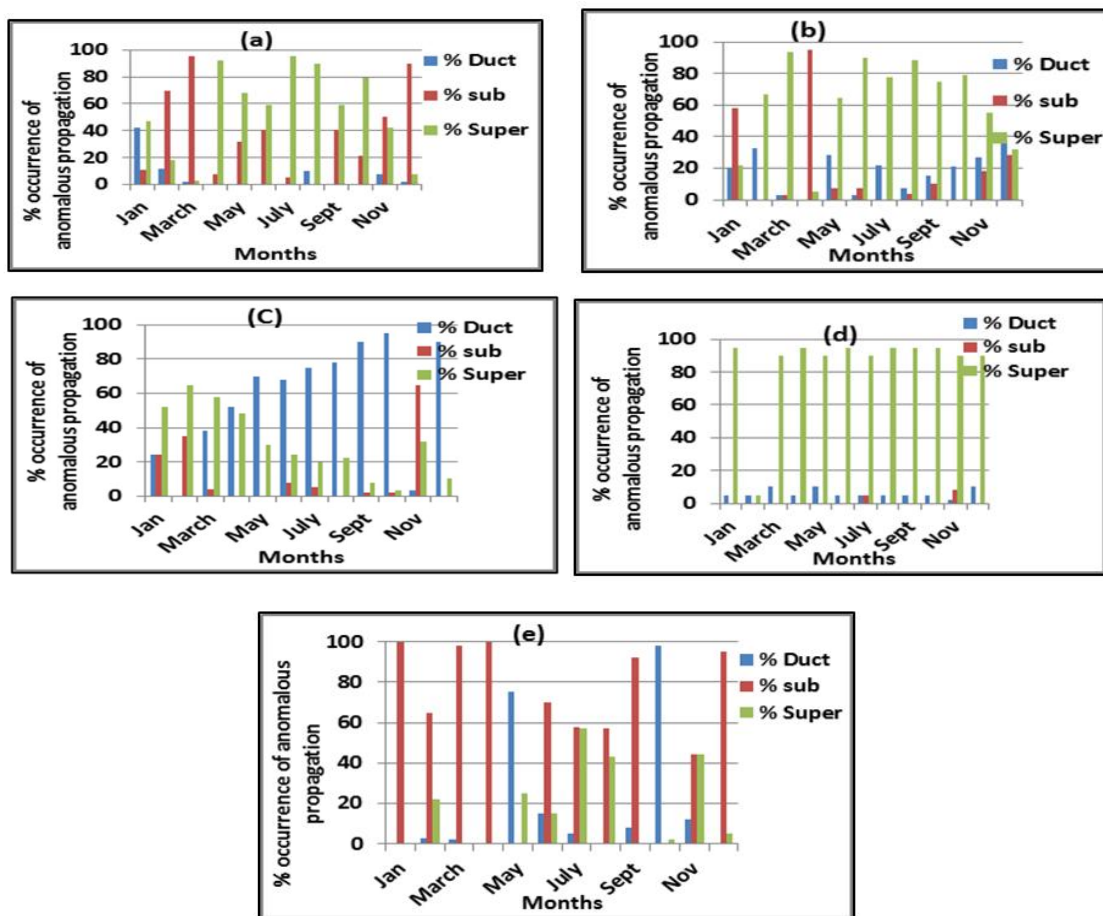 (a)
% occurrence of
anomalous propagation
100
80
60
40
20
0
Jan
March
May
July
Sept
Nov
Months
% Duct
% sub
% Super
(b)
% occurrence of
anomalous propagation
100
80
60
40
20
0
Jan
March
May
July
Sept
Nov
Months
% Duct
% sub
% Super
(C)
% occurrence of
anomalous propagation
100
80
60
40
20
0
Jan
March
May
July
Sept
Nov
Months
% Duct
% sub
% Super
(d)
% occurrence of
anomalous propagation
100
80
60
40
20
0
Jan
March
May
July
Sept
Nov
Months
% Duct
% sub
% Super
(e)
% occurrence of anomalous
propagation
100
80
60
40
20
0
Jan
March
May
July
Sept
Nov
Months
% Duct
% sub
% Super